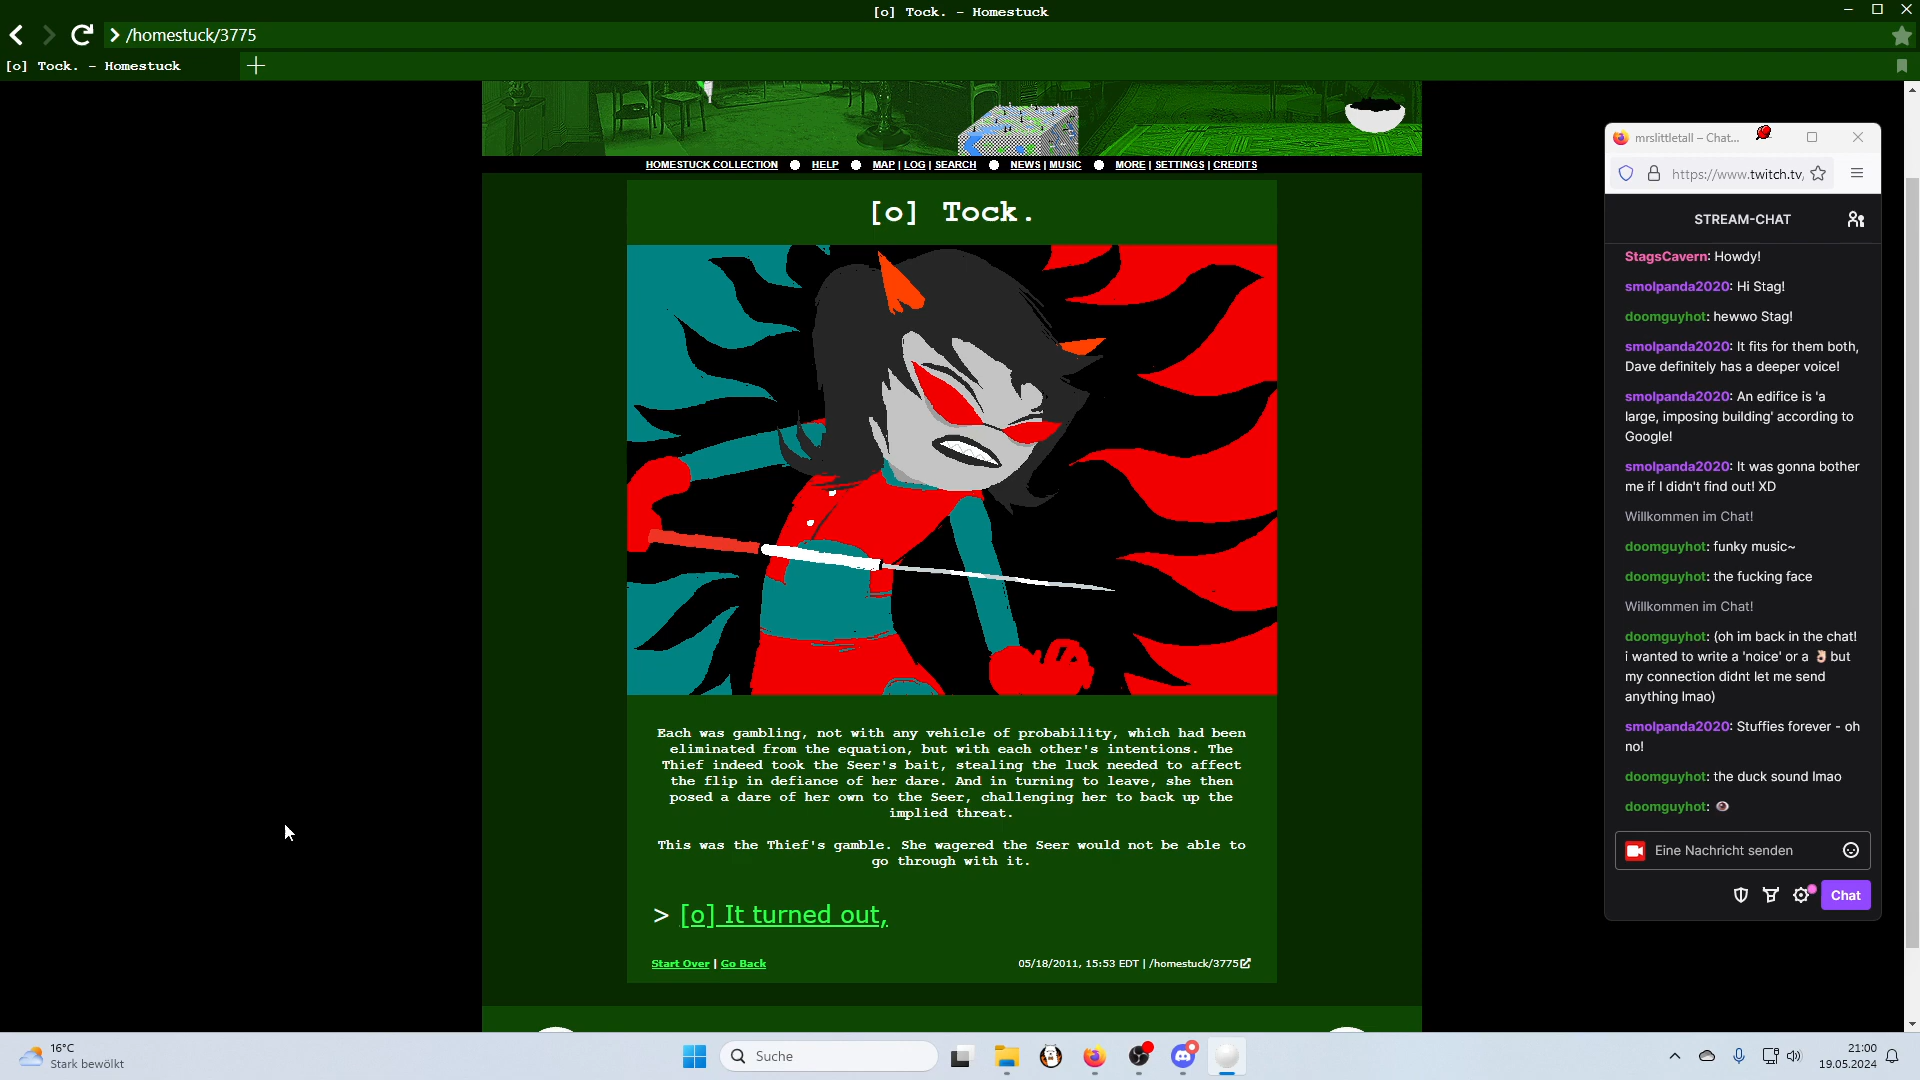 [o] Tock. - Homestuck
/homestuck/3775
[o] Tock. - Homestuck
HOMESTUCK COLLECTION HELP MAP | LOG | SEARCH NEWS | MUSIC MORE | SETTINGS | CREDITS
[o] Tock.
Each was gambling, not with any vehicle of probability, which had been
eliminated from the equation, but with each other's intentions. The
Thief indeed took the Seer's bait, stealing the luck needed to affect
the flip in defiance of her dare. And in turning to leave, she then
posed a dare of her own to the Seer, challenging her to back up the
implied threat.
This was the Thief's gamble. She wagered the Seer would not be able to
go through with it.
> [o] It turned out,
Start Over | Go Back
05/18/2011, 15:53 EDT | /homestuck/3775
mrslittletall – Chat...
https://www.twitch.tv,
STREAM-CHAT
StagsCavern: Howdy!
smolpanda2020: Hi Stag!
doomguyhot: hewwo Stag!
smolpanda2020: It fits for them both,
Dave definitely has a deeper voice!
smolpanda2020: An edifice is 'a
large, imposing building' according to
Google!
smolpanda2020: It was gonna bother
me if I didn't find out! XD
Willkommen im Chat!
doomguyhot: funky music~
doomguyhot: the fucking face
Willkommen im Chat!
doomguyhot: (oh im back in the chat!
i wanted to write a 'noice' or a 👌 but
my connection didnt let me send
anything lmao)
smolpanda2020: Stuffies forever - oh
no!
doomguyhot: the duck sound lmao
doomguyhot: 👁
Eine Nachricht senden
Chat
16°C
Stark bewölkt
Suche
21:00
19.05.2024